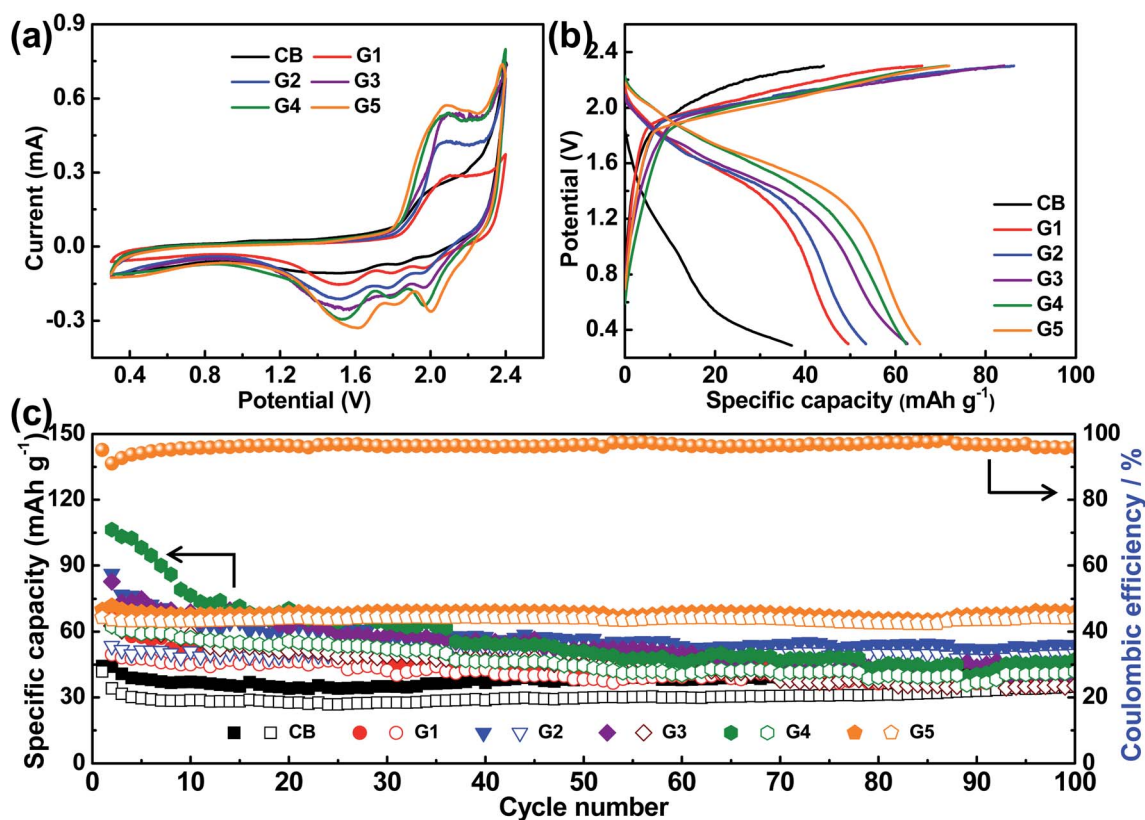 (a)
0.9
0.6
0.3
0.0
-0.3
Current (mA)
CB G1
G2 G3
G4 G5
0.4 0.8 1.2 1.6 2.0 2.4
Potential (V)
(b)
2.4
2.0
1.6
1.2
0.8
0.4
Potential (V)
CB
G1
G2
G3
G4
G5
0 20 40 60 80 100
Specific capacity (mAh g⁻¹)
(c)
150
120
90
60
30
0
Specific capacity (mAh g⁻¹)
100
80
60
40
20
0
Coulombic efficiency / %
CB G1 G2 G3 G4 G5
0 10 20 30 40 50 60 70 80 90 100
Cycle number